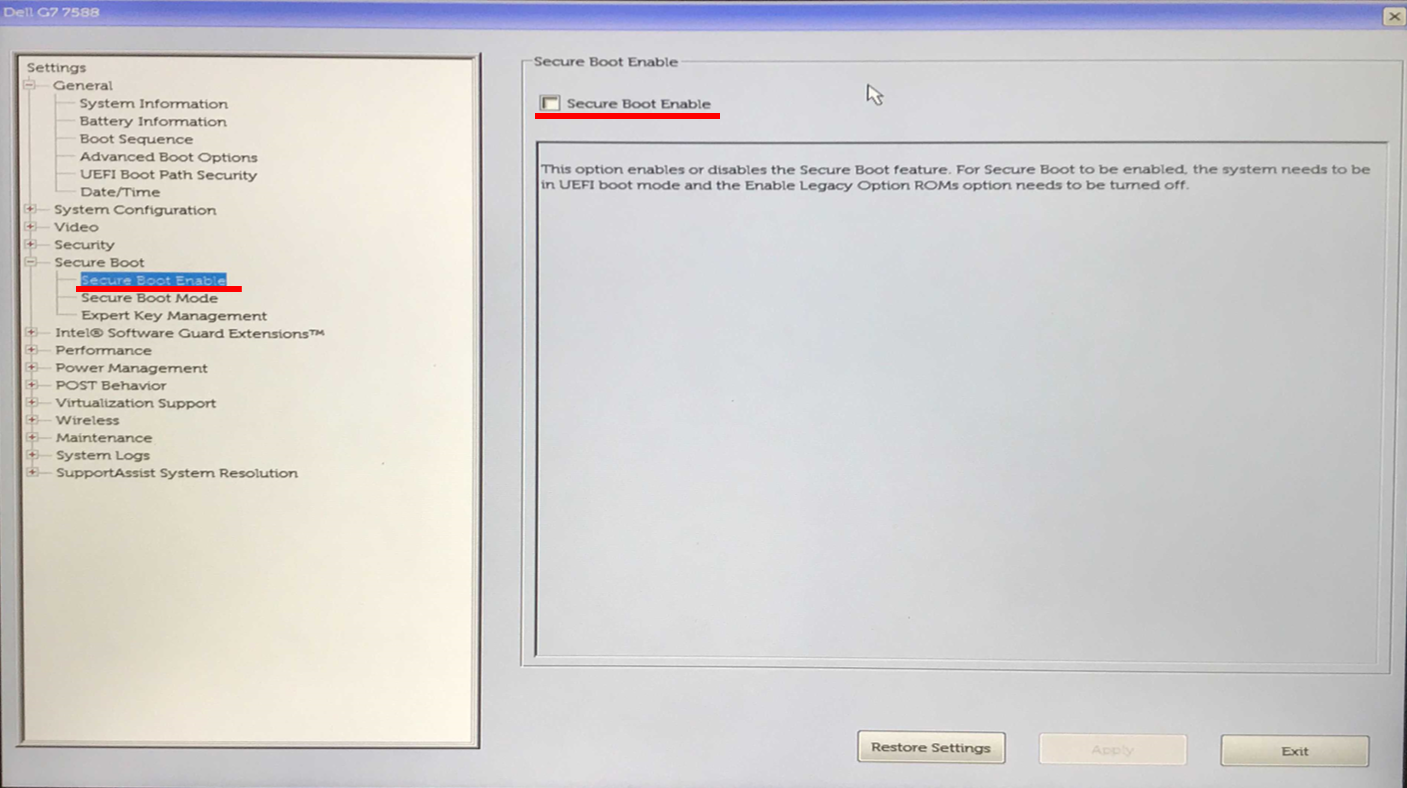 Dell G7 7588
Settings
General
System Information
Battery Information
Boot Sequence
Advanced Boot Options
UEFI Boot Path Security
Date/Time
System Configuration
Video
Security
Secure Boot
Secure Boot Enable
Secure Boot Mode
Expert Key Management
Intel® Software Guard Extensions™
Performance
Power Management
POST Behavior
Virtualization Support
Wireless
Maintenance
System Logs
SupportAssist System Resolution
Secure Boot Enable
Secure Boot Enable
This option enables or disables the Secure Boot feature. For Secure Boot to be enabled, the system needs to be
in UEFI boot mode and the Enable Legacy Option ROMs option needs to be turned off.
Restore Settings
Apply
Exit